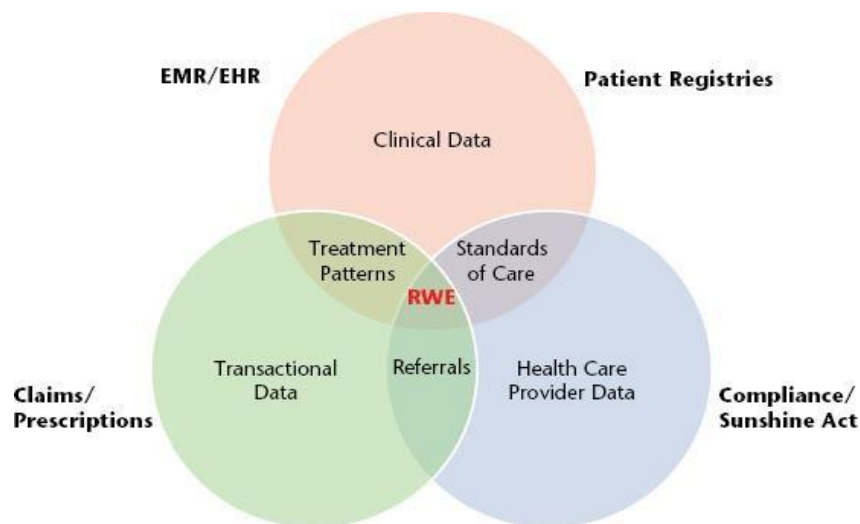 EMR/EHR
Patient Registries
Clinical Data
Treatment
Patterns
Standards
of Care
RWE
Transactional
Data
Referrals
Health Care
Provider Data
Claims/
Prescriptions
Compliance/
Sunshine Act